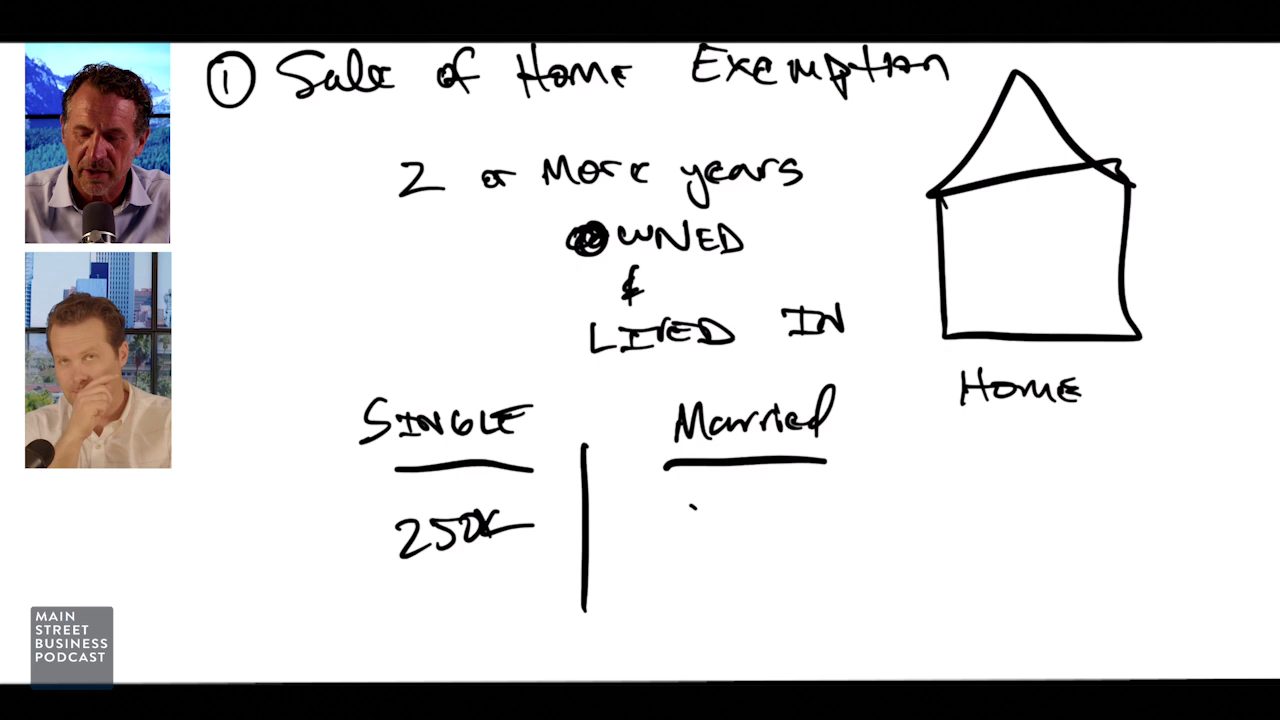 ① Sale of Home Exemption
2 or More years
OWNED
&
LIVED IN
HOME
SINGLE
Married
250K
MAIN
STREET
BUSINESS
PODCAST